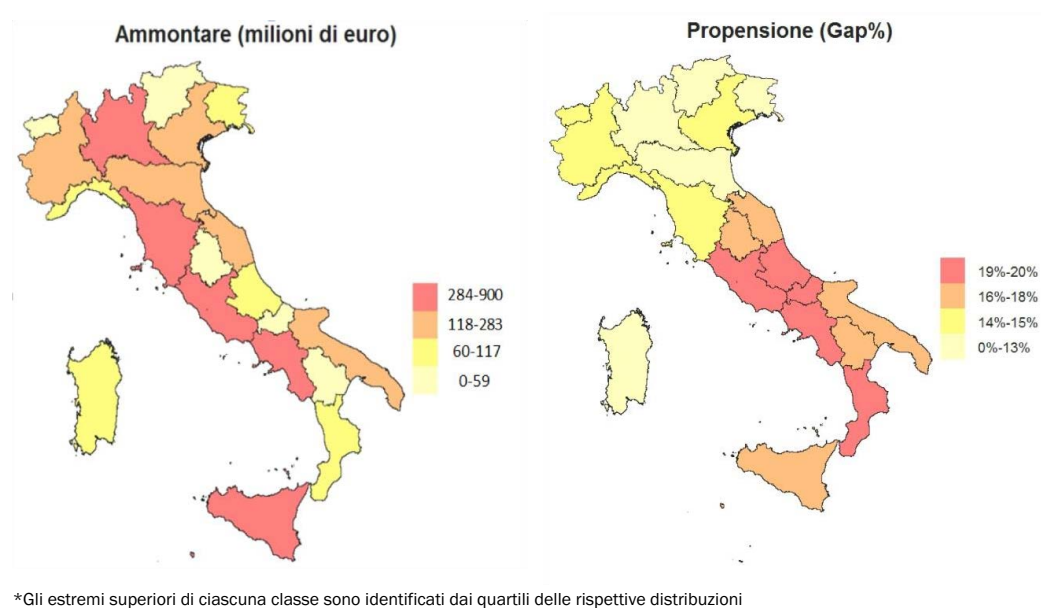 Ammontare (milioni di euro)
284-900
118-283
60-117
0-59
Propensione (Gap%)
19%-20%
16%-18%
14%-15%
0%-13%
*Gli estremi superiori di ciascuna classe sono identificati dai quartili delle rispettive distribuzioni